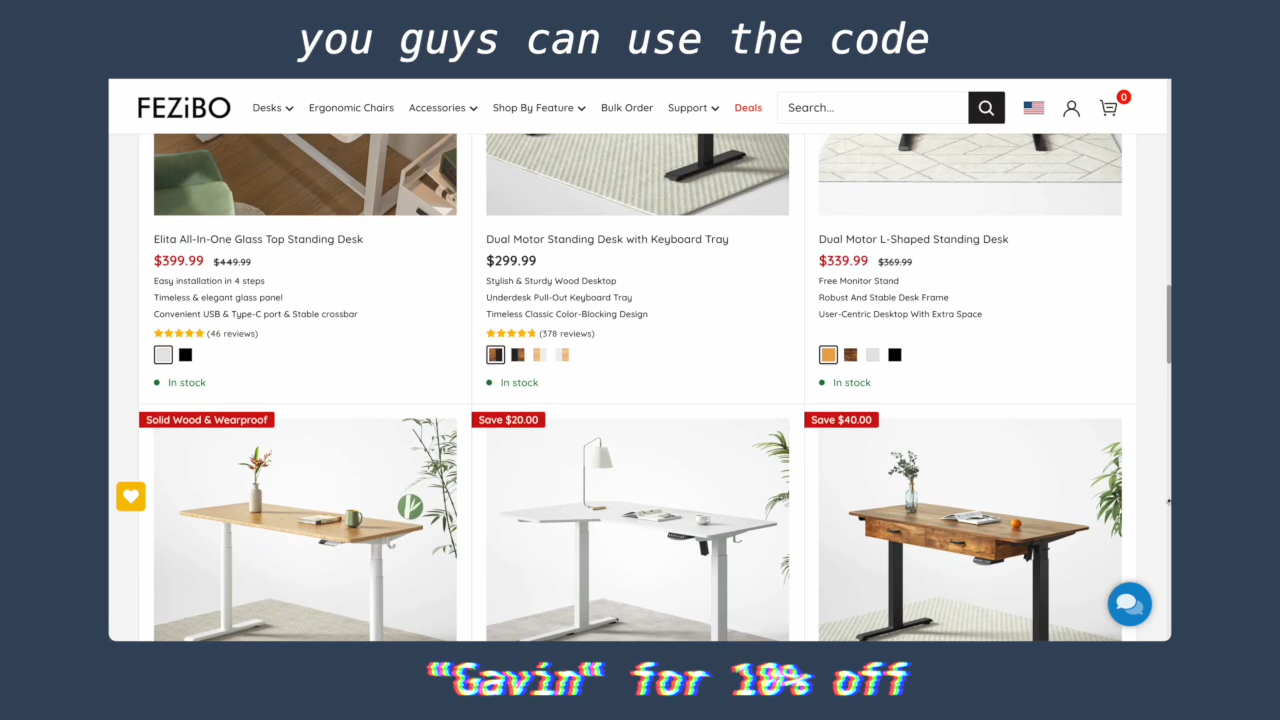 you guys can use the code
FEZiBO
Desks
Ergonomic Chairs
Accessories
Shop By Feature
Bulk Order
Support
Deals
Search...
0
Elita All-In-One Glass Top Standing Desk
$399.99 $449.99
Easy installation in 4 steps
Timeless & elegant glass panel
Convenient USB & Type-C port & Stable crossbar
(46 reviews)
In stock
Dual Motor Standing Desk with Keyboard Tray
$299.99
Stylish & Sturdy Wood Desktop
Underdesk Pull-Out Keyboard Tray
Timeless Classic Color-Blocking Design
(378 reviews)
In stock
Dual Motor L-Shaped Standing Desk
$339.99 $369.99
Free Monitor Stand
Robust And Stable Desk Frame
User-Centric Desktop With Extra Space
In stock
Solid Wood & Wearproof
Save $20.00
Save $40.00
"Gavin" for 10% off